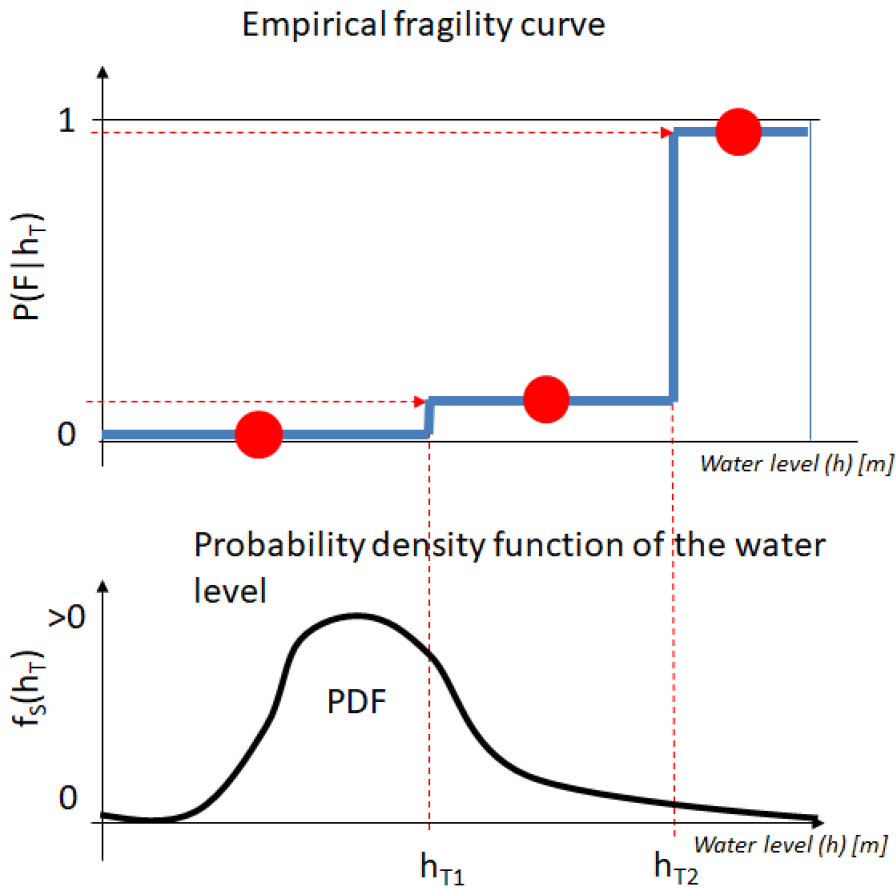 Empirical fragility curve
1
P(F|hT)
0
Water level (h) [m]
Probability density function of the water
level
>0
fS(hT)
PDF
0
Water level (h) [m]
hT1
hT2